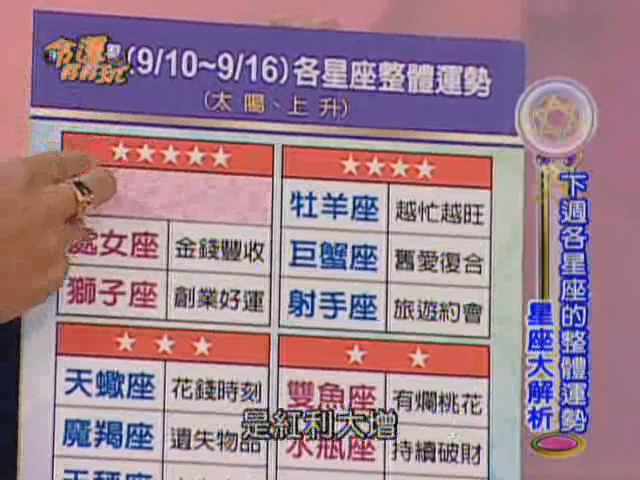 命運好好玩
(9/10~9/16)各星座整體運勢
(太陽、上升)
處女座 金錢豐收
獅子座 創業好運
牡羊座 越忙越旺
巨蟹座 舊愛復合
射手座 旅遊約會
天蠍座 花錢時刻
魔羯座 遺失物品
雙魚座 有爛桃花
水瓶座 持續破財
是紅利大增
下週各星座的整體運勢
星座大解析